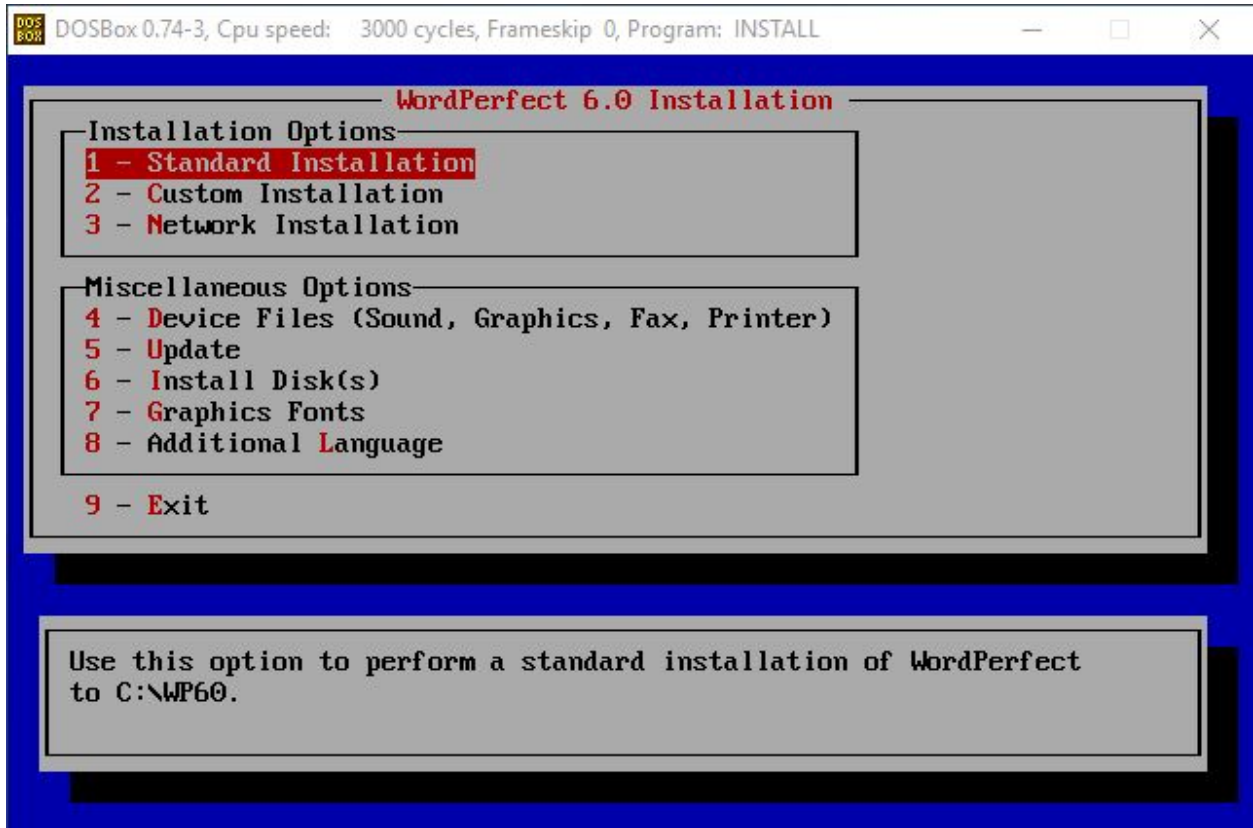 DOSBox 0.74-3, Cpu speed: 3000 cycles, Frameskip 0, Program: INSTALL
WordPerfect 6.0 Installation
Installation Options
1 - Standard Installation
2 - Custom Installation
3 - Network Installation
Miscellaneous Options
4 - Device Files (Sound, Graphics, Fax, Printer)
5 - Update
6 - Install Disk(s)
7 - Graphics Fonts
8 - Additional Language
9 - Exit
Use this option to perform a standard installation of WordPerfect
to C:\WP60.